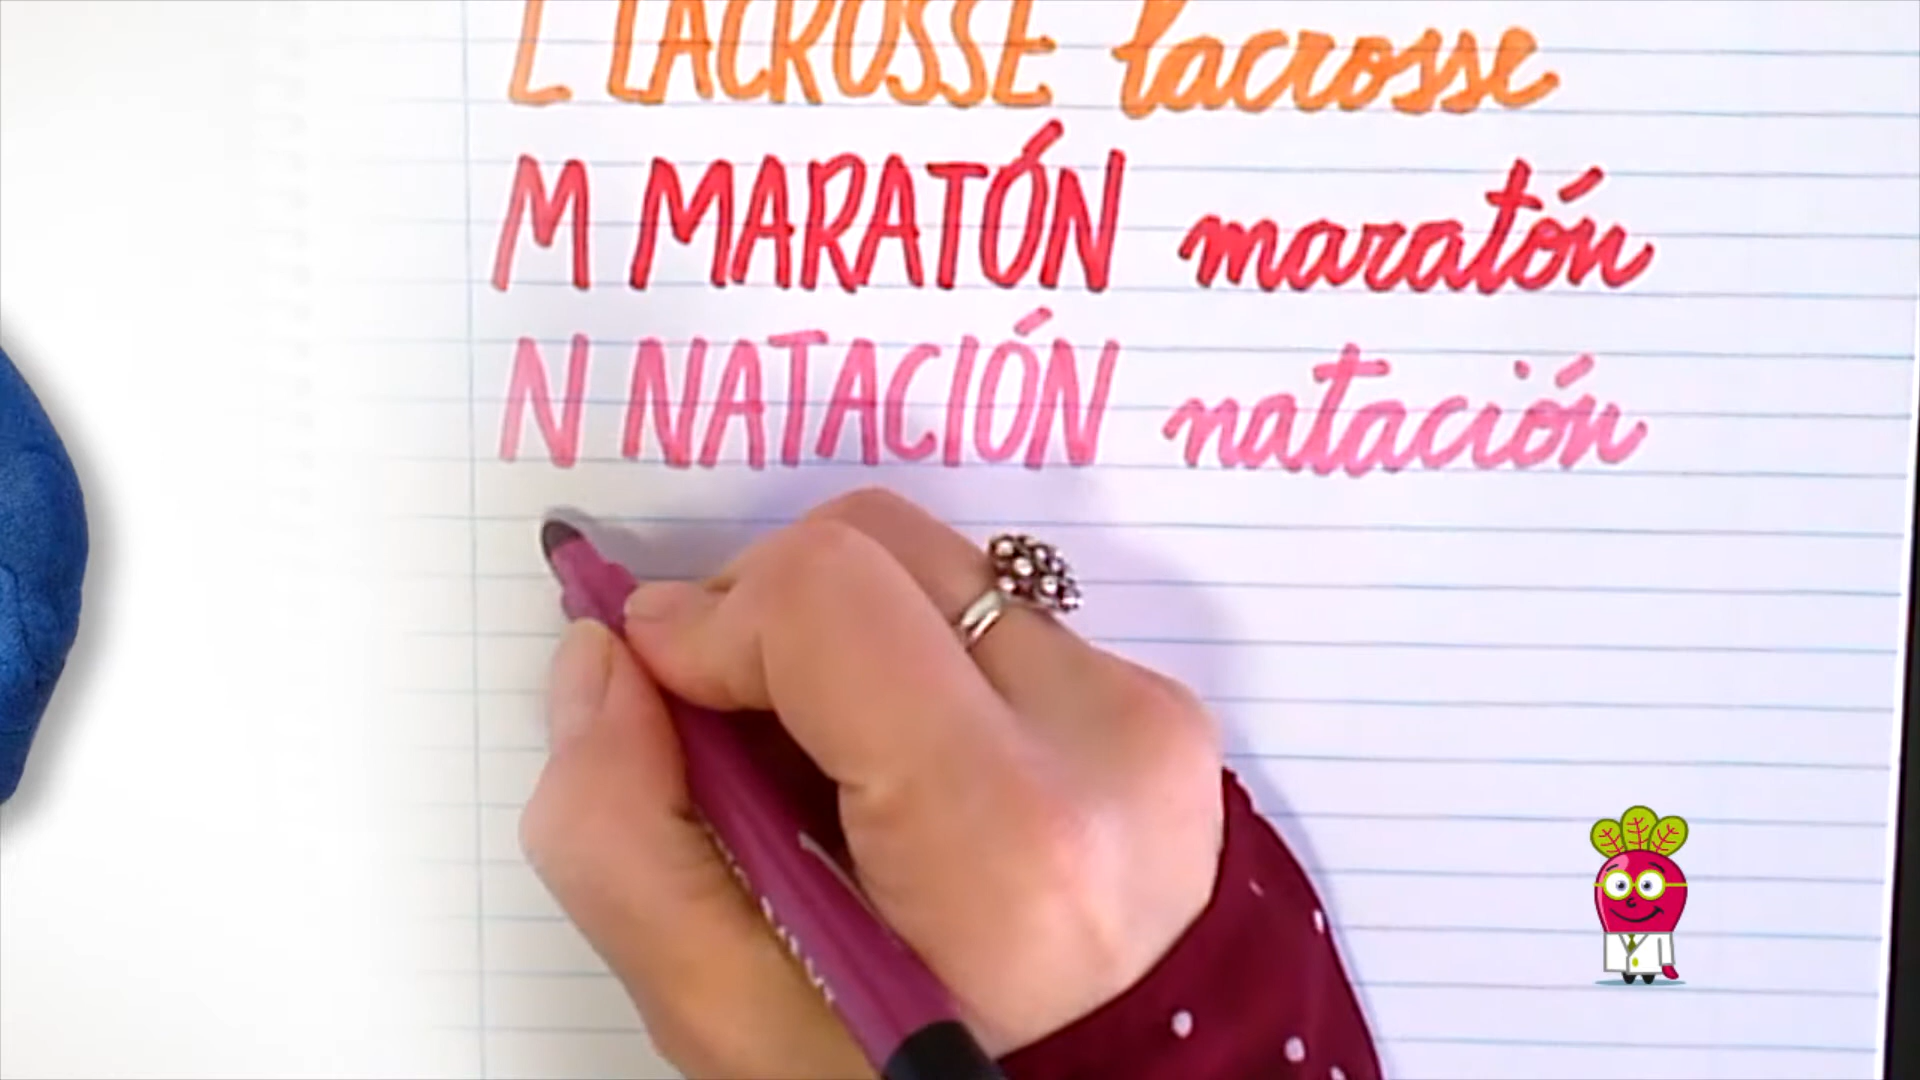 L LACROSSE lacrosse
M MARATÓN maratón
N NATACIÓN natación